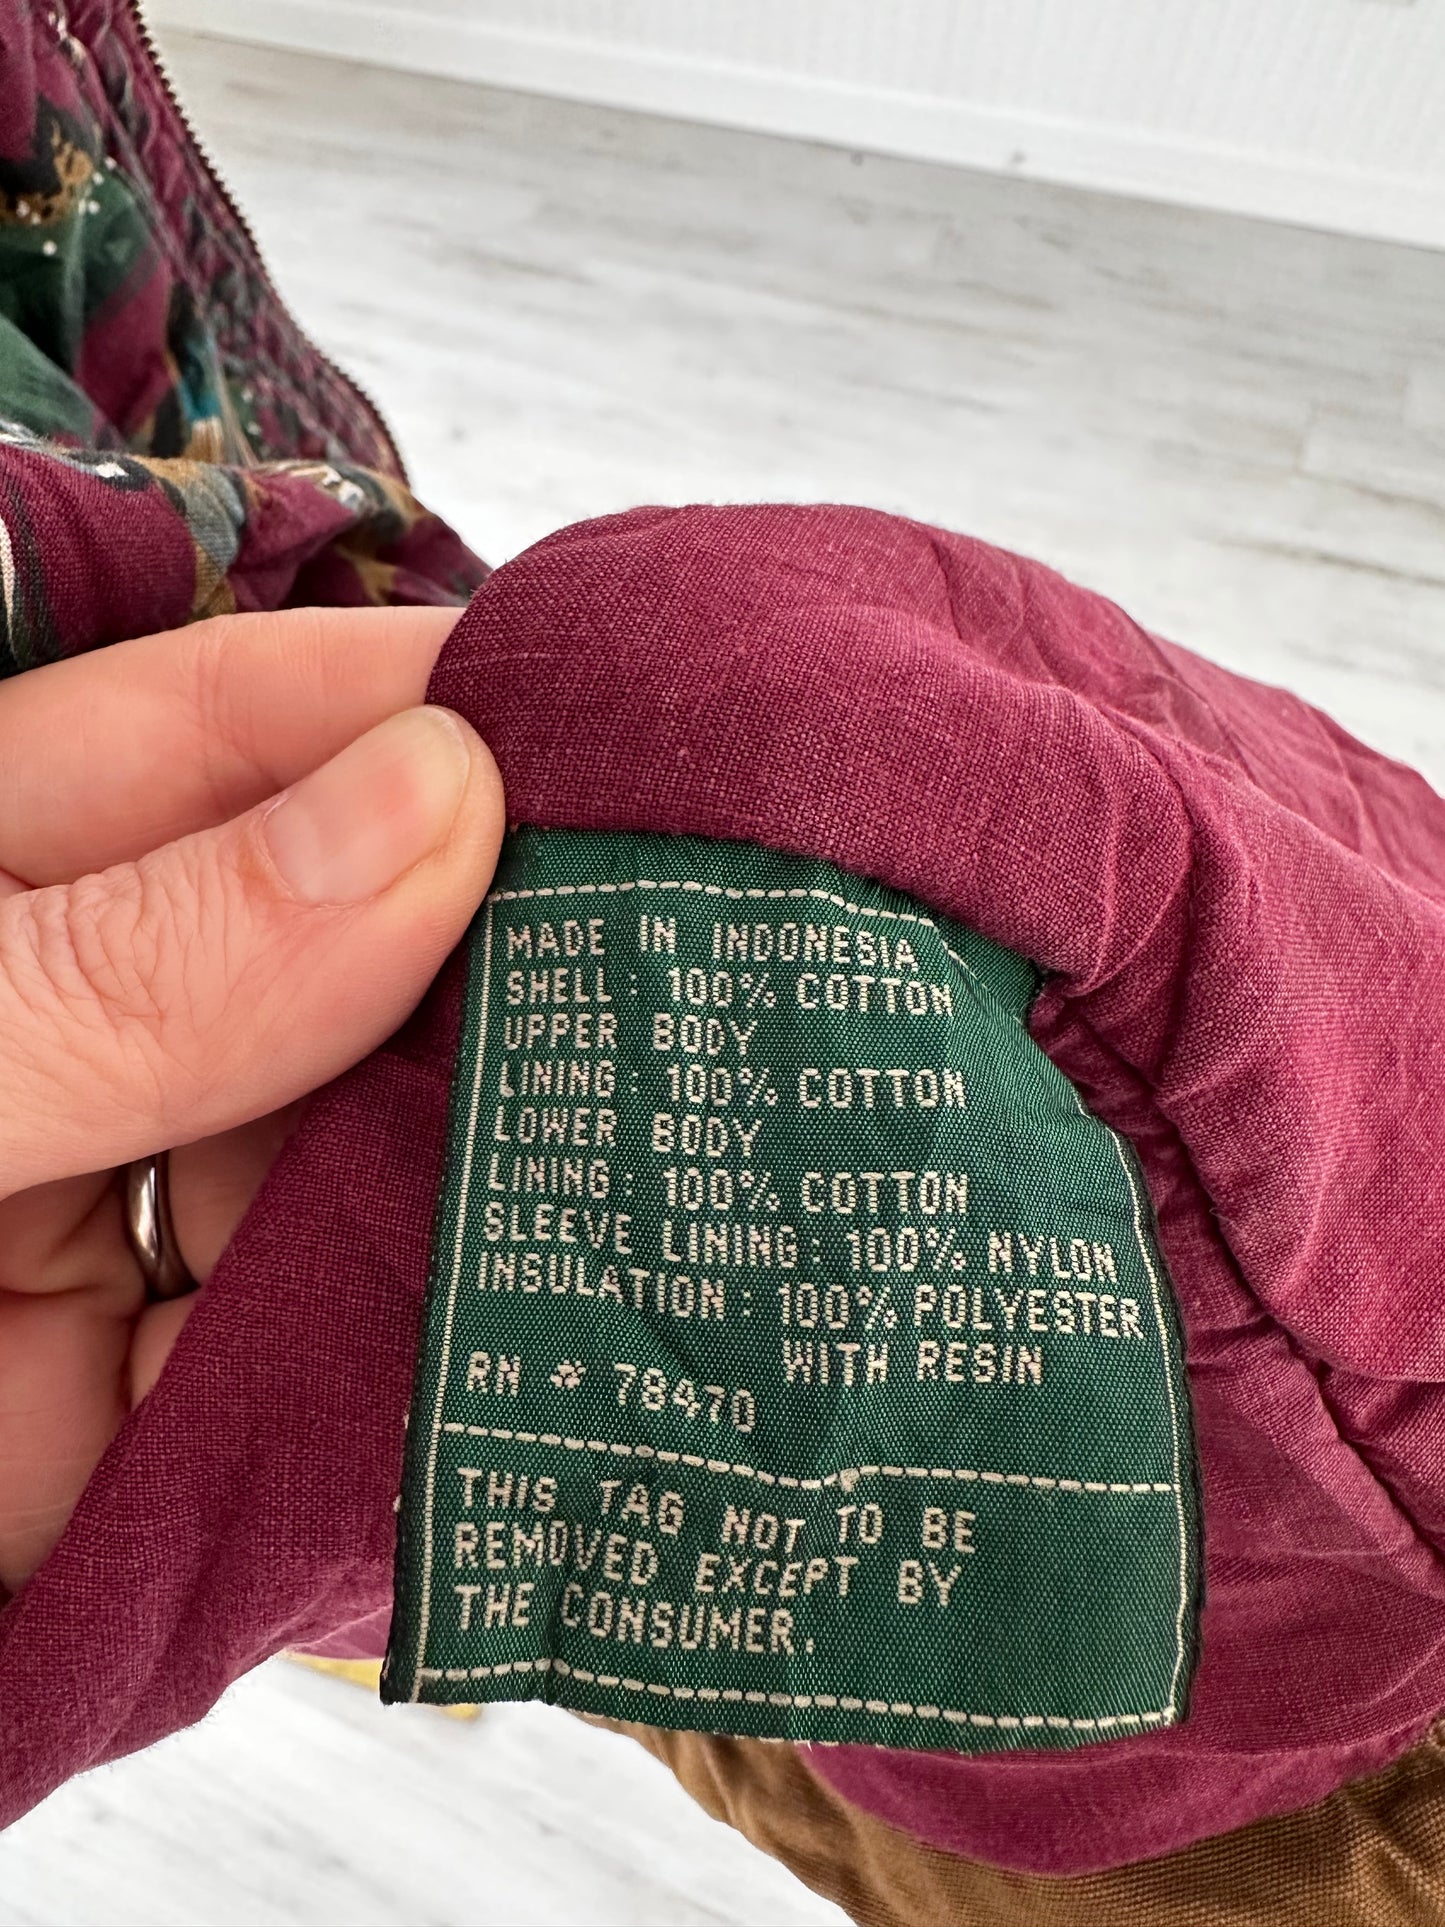 MADE IN INDONESIA
SHELL : 100% COTTON
UPPER BODY
LINING : 100% COTTON
LOWER BODY
LINING : 100% COTTON
SLEEVE LINING : 100% NYLON
INSULATION : 100% POLYESTER
WITH RESIN
RN # 78470
THIS TAG NOT TO BE
REMOVED EXCEPT BY
THE CONSUMER.